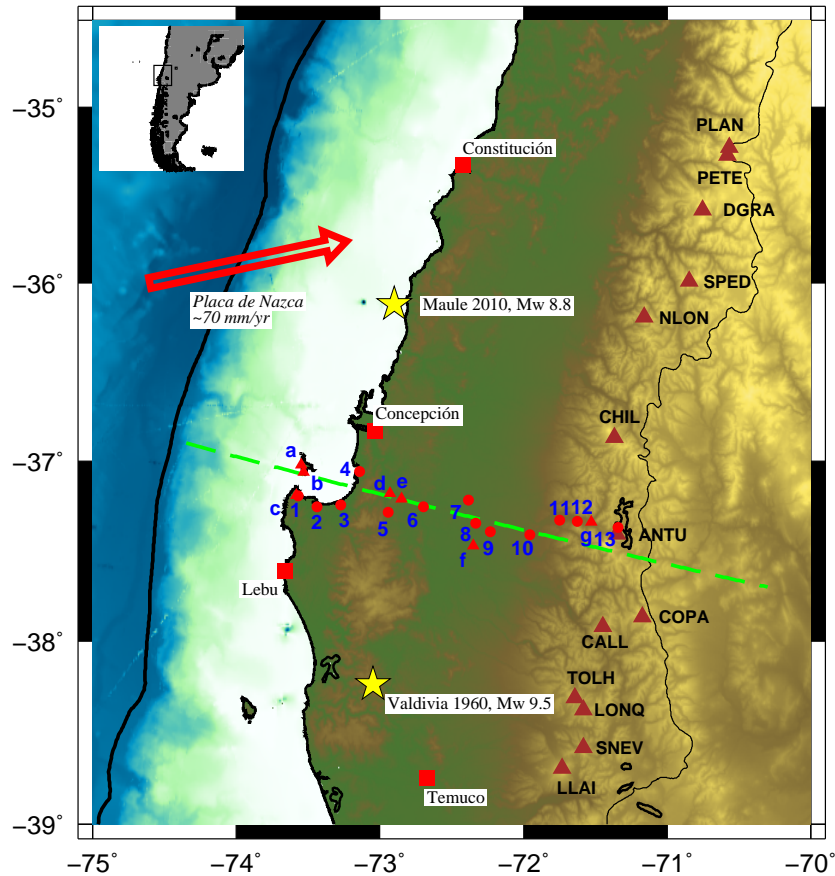 PLAN
−35°
Constitución
PETE
DGRA
−36°
SPED
Placa de Nazca
~70 mm/yr
Maule 2010, Mw 8.8
NLON
Concepción
CHIL
−37°
a
b
4
d
e
c
1
2
3
5
6
7
8
9
10
11
12
g
13
ANTU
f
Lebu
COPA
−38°
CALL
TOLH
Valdivia 1960, Mw 9.5
LONQ
SNEV
Temuco
LLAI
−39°
−75° −74° −73° −72° −71° −70°